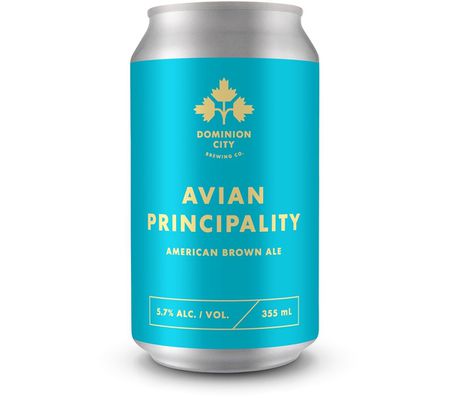 DOMINION
CITY
BREWING CO.
AVIAN
PRINCIPALITY
AMERICAN BROWN ALE
5.7% ALC. / VOL.
355 mL